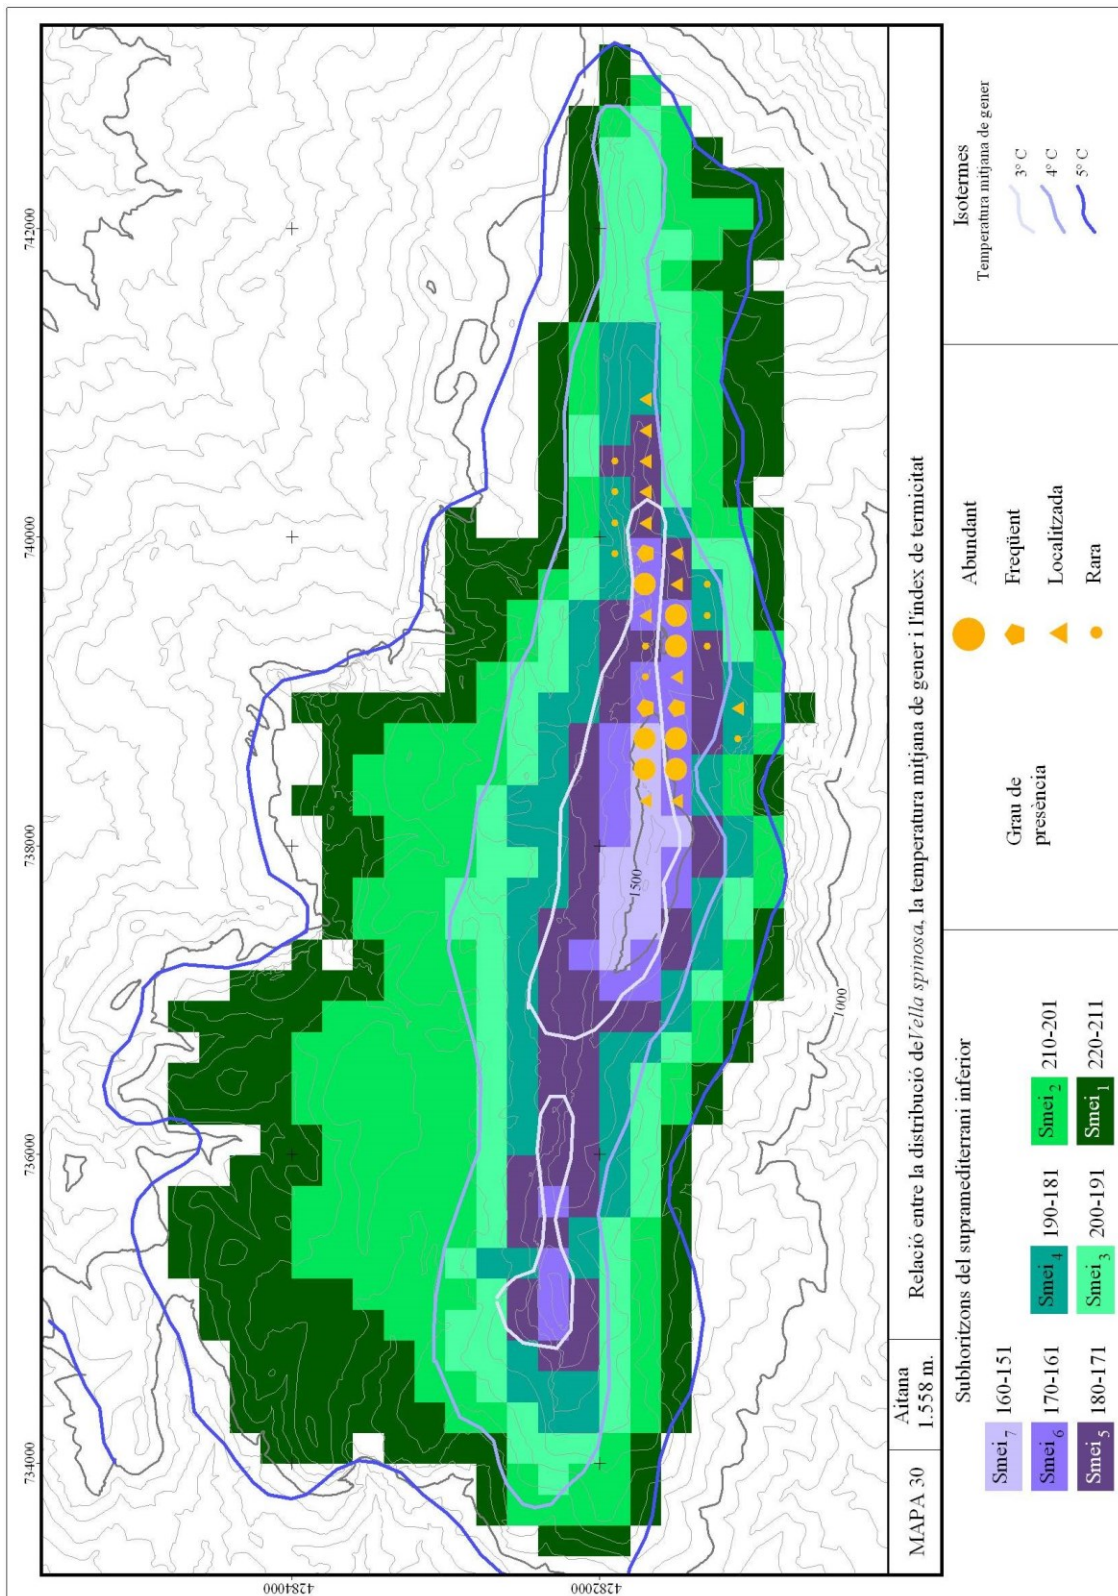 734000
736000
738000
740000
742000
4284000
4282000
1500
1000
MAPA 30
Aitana
1.558 m.
Relació entre la distribució de Vella spinosa, la temperatura mitjana de gener i l'índex de termicitat
Subhoritzons del supramediterrani inferior
Smei7 160-151
Smei6 170-161
Smei5 180-171
Smei4 190-181
Smei3 200-191
Smei2 210-201
Smei1 220-211
Grau de
presència
Abundant
Freqüent
Localitzada
Rara
Isotermes
Temperatura mitjana de gener
3º C
4º C
5º C